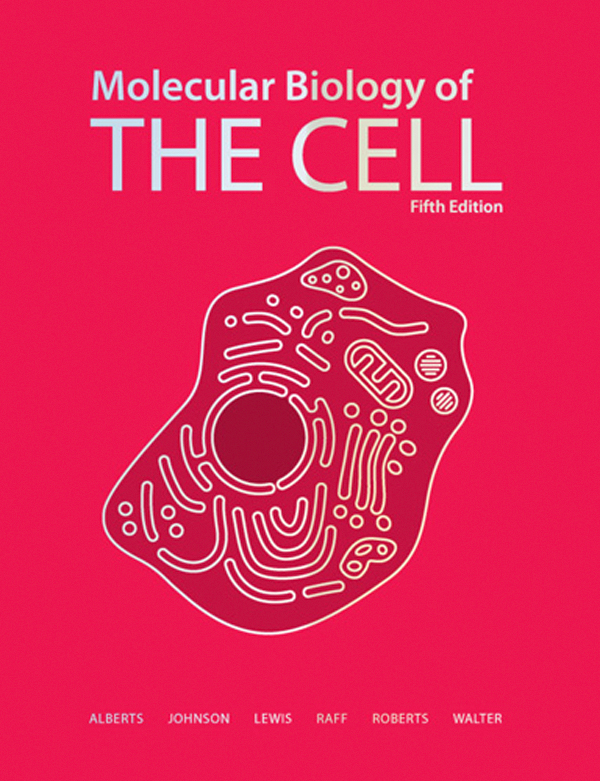 Molecular Biology of
THE CELL
Fifth Edition
ALBERTS JOHNSON LEWIS RAFF ROBERTS WALTER